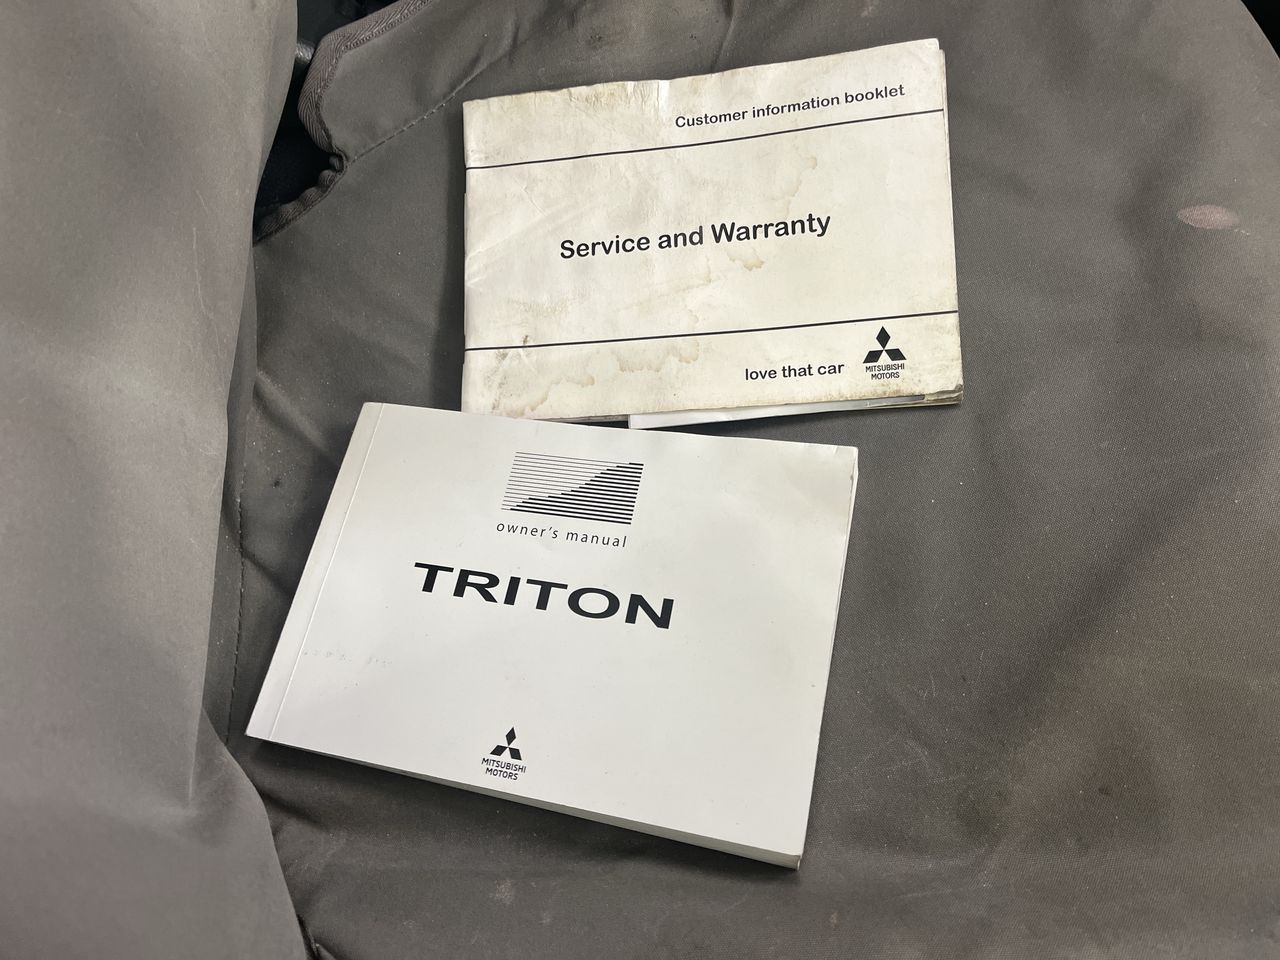 Customer information booklet
Service and Warranty
love that car
MITSUBISHI
MOTORS
owner's manual
TRITON
MITSUBISHI
MOTORS